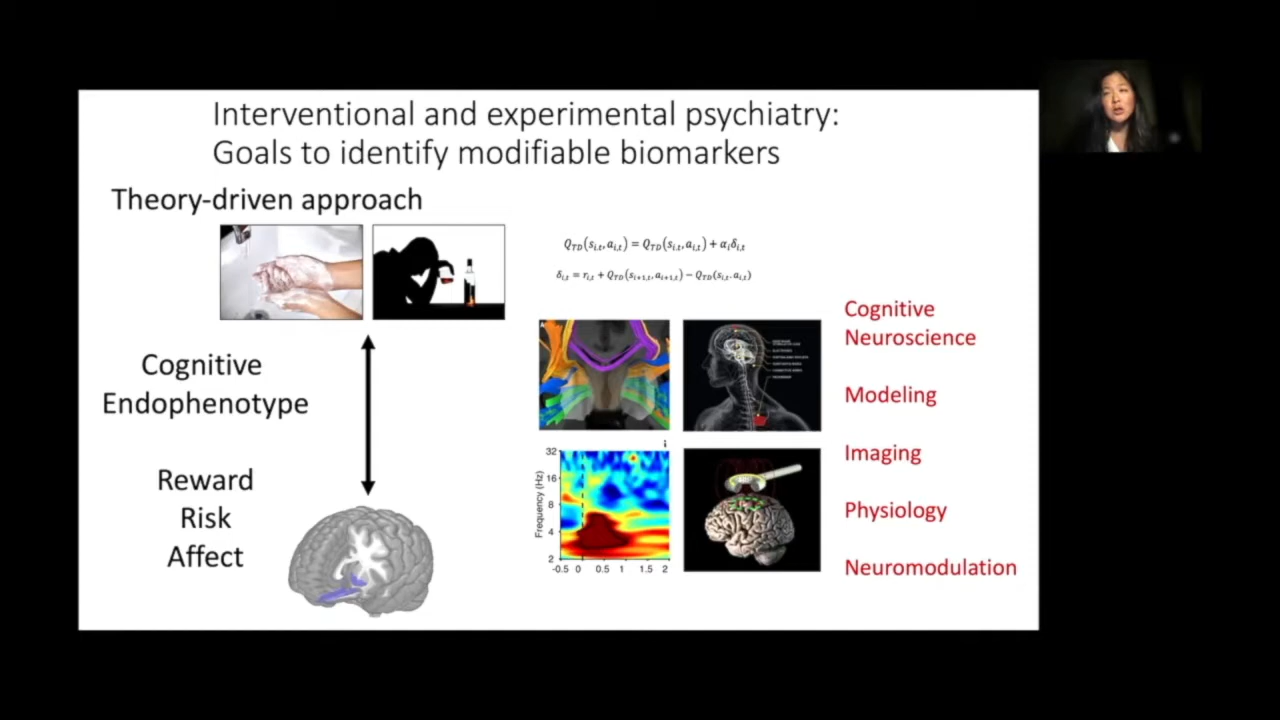 Interventional and experimental psychiatry:
Goals to identify modifiable biomarkers
Theory-driven approach
Q_TD(s_i,t, a_i,t) = Q_TD(s_i,t, a_i,t) + α_iδ_i,t
δ_i,t = r_i,t + Q_TD(s_i+1,t, a_i+1,t) − Q_TD(s_i,t. a_i,t)
Cognitive
Endophenotype
Reward
Risk
Affect
Frequency (Hz)
32
16
8
4
2
-0.5 0 0.5 1 1.5 2
i
Cognitive
Neuroscience
Modeling
Imaging
Physiology
Neuromodulation